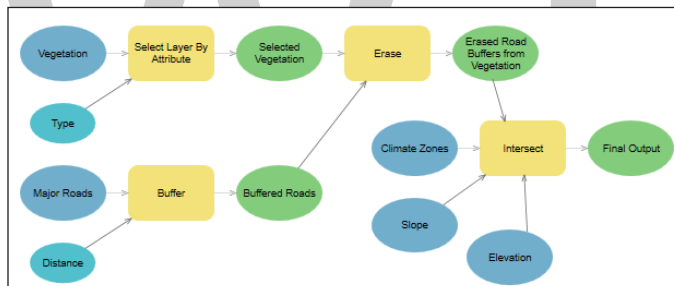 Vegetation
Select Layer By
Attribute
Selected
Vegetation
Erase
Erased Road
Buffers from
Vegetation
Type
Climate Zones
Intersect
Final Output
Major Roads
Buffer
Buffered Roads
Slope
Distance
Elevation